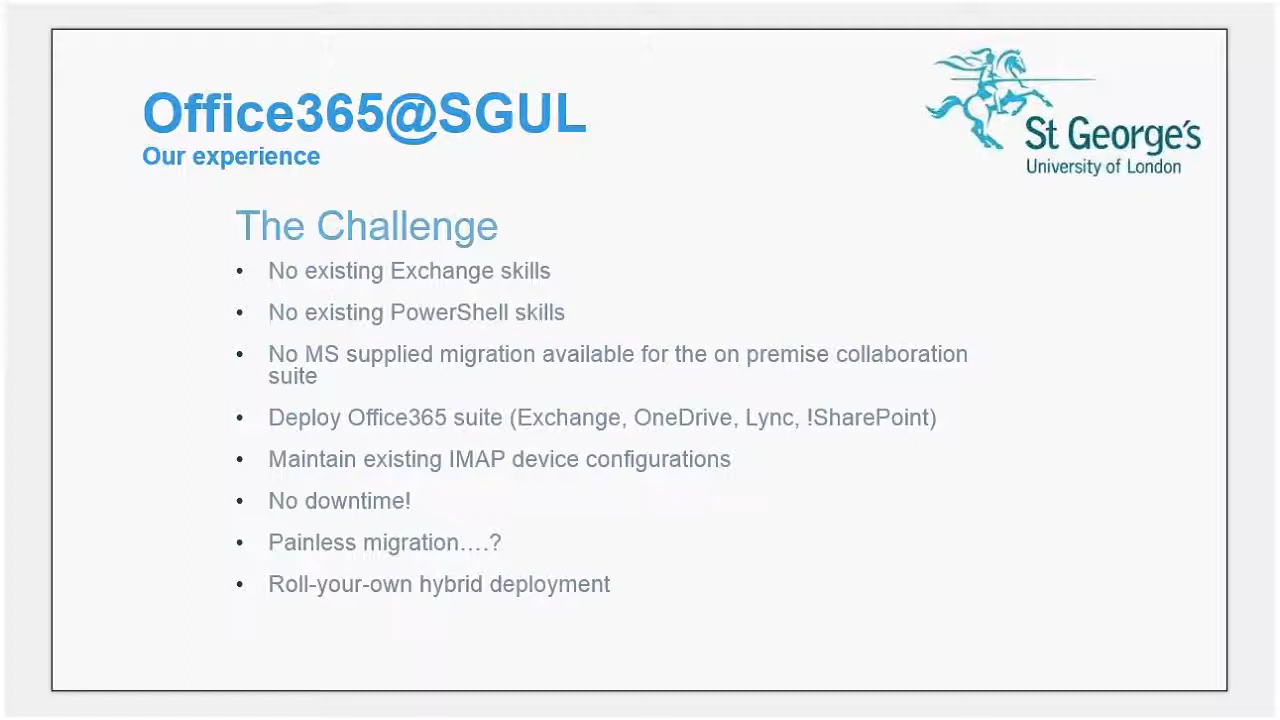 Office365@SGUL
Our experience
St George's
University of London
The Challenge
• No existing Exchange skills
• No existing PowerShell skills
• No MS supplied migration available for the on premise collaboration
suite
• Deploy Office365 suite (Exchange, OneDrive, Lync, !SharePoint)
• Maintain existing IMAP device configurations
• No downtime!
• Painless migration….?
• Roll-your-own hybrid deployment